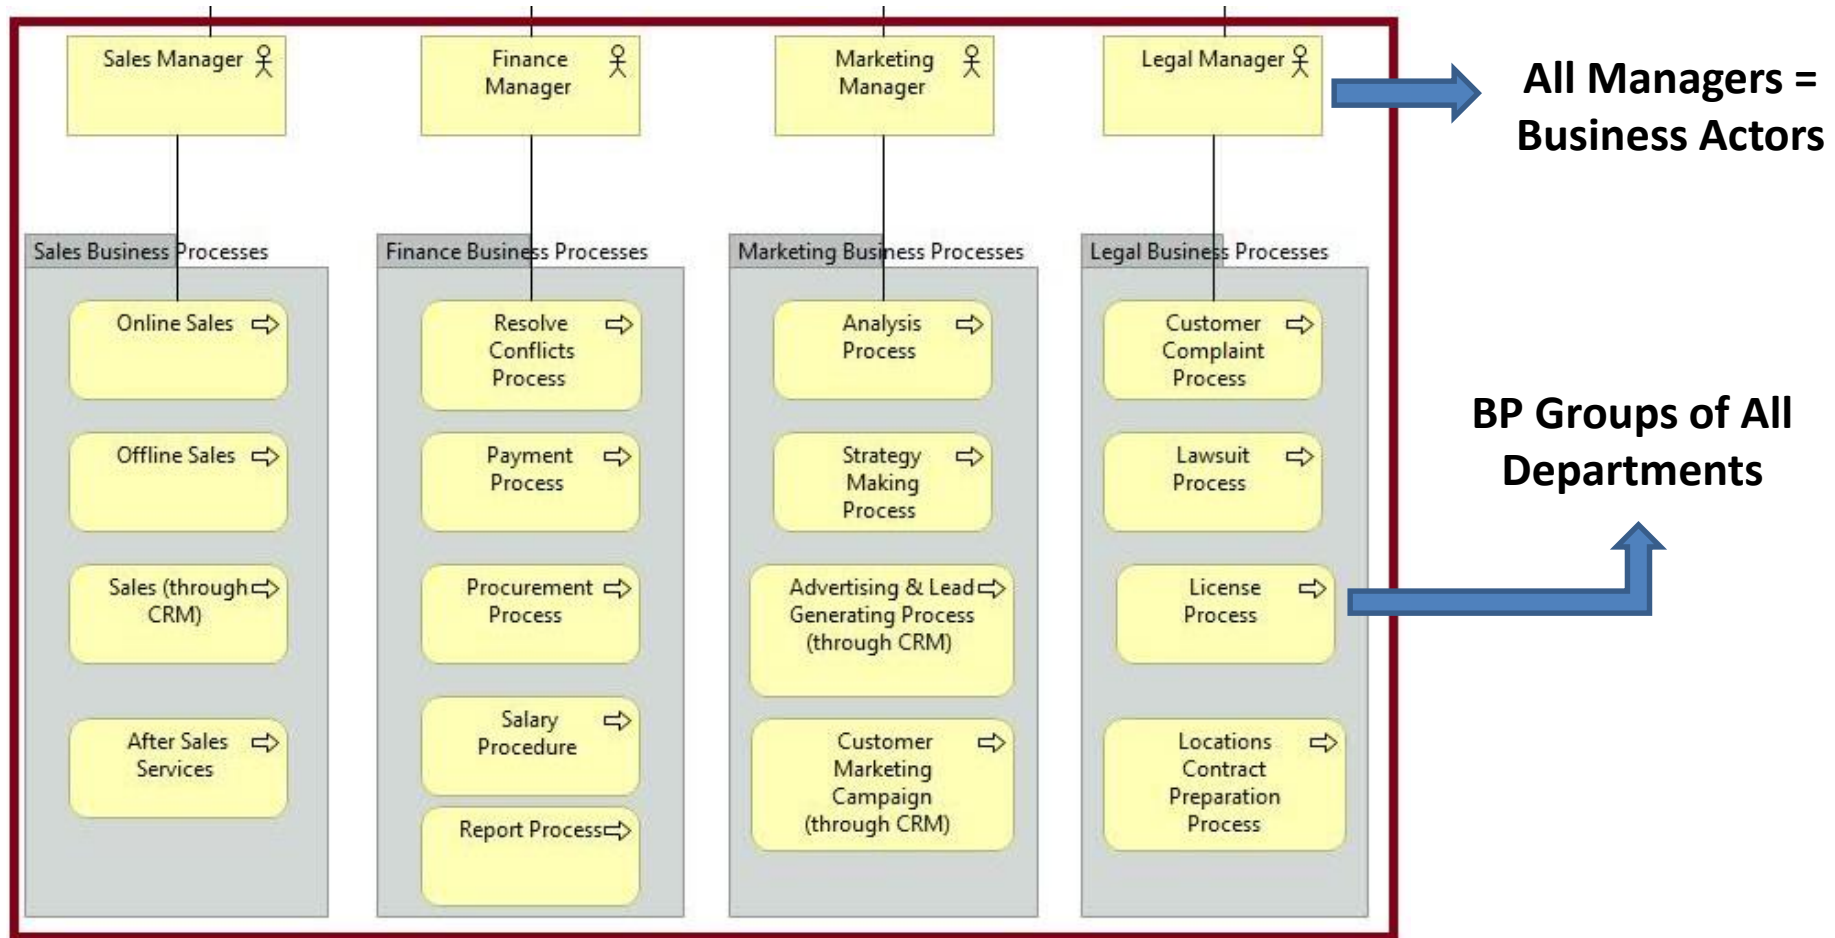 Sales Manager
Finance
Manager
Marketing
Manager
Legal Manager
All Managers =
Business Actors
Sales Business Processes
Online Sales
Offline Sales
Sales (through
CRM)
After Sales
Services
Finance Business Processes
Resolve
Conflicts
Process
Payment
Process
Procurement
Process
Salary
Procedure
Report Process
Marketing Business Processes
Analysis
Process
Strategy
Making
Process
Advertising & Lead
Generating Process
(through CRM)
Customer
Marketing
Campaign
(through CRM)
Legal Business Processes
Customer
Complaint
Process
Lawsuit
Process
License
Process
Locations
Contract
Preparation
Process
BP Groups of All
Departments